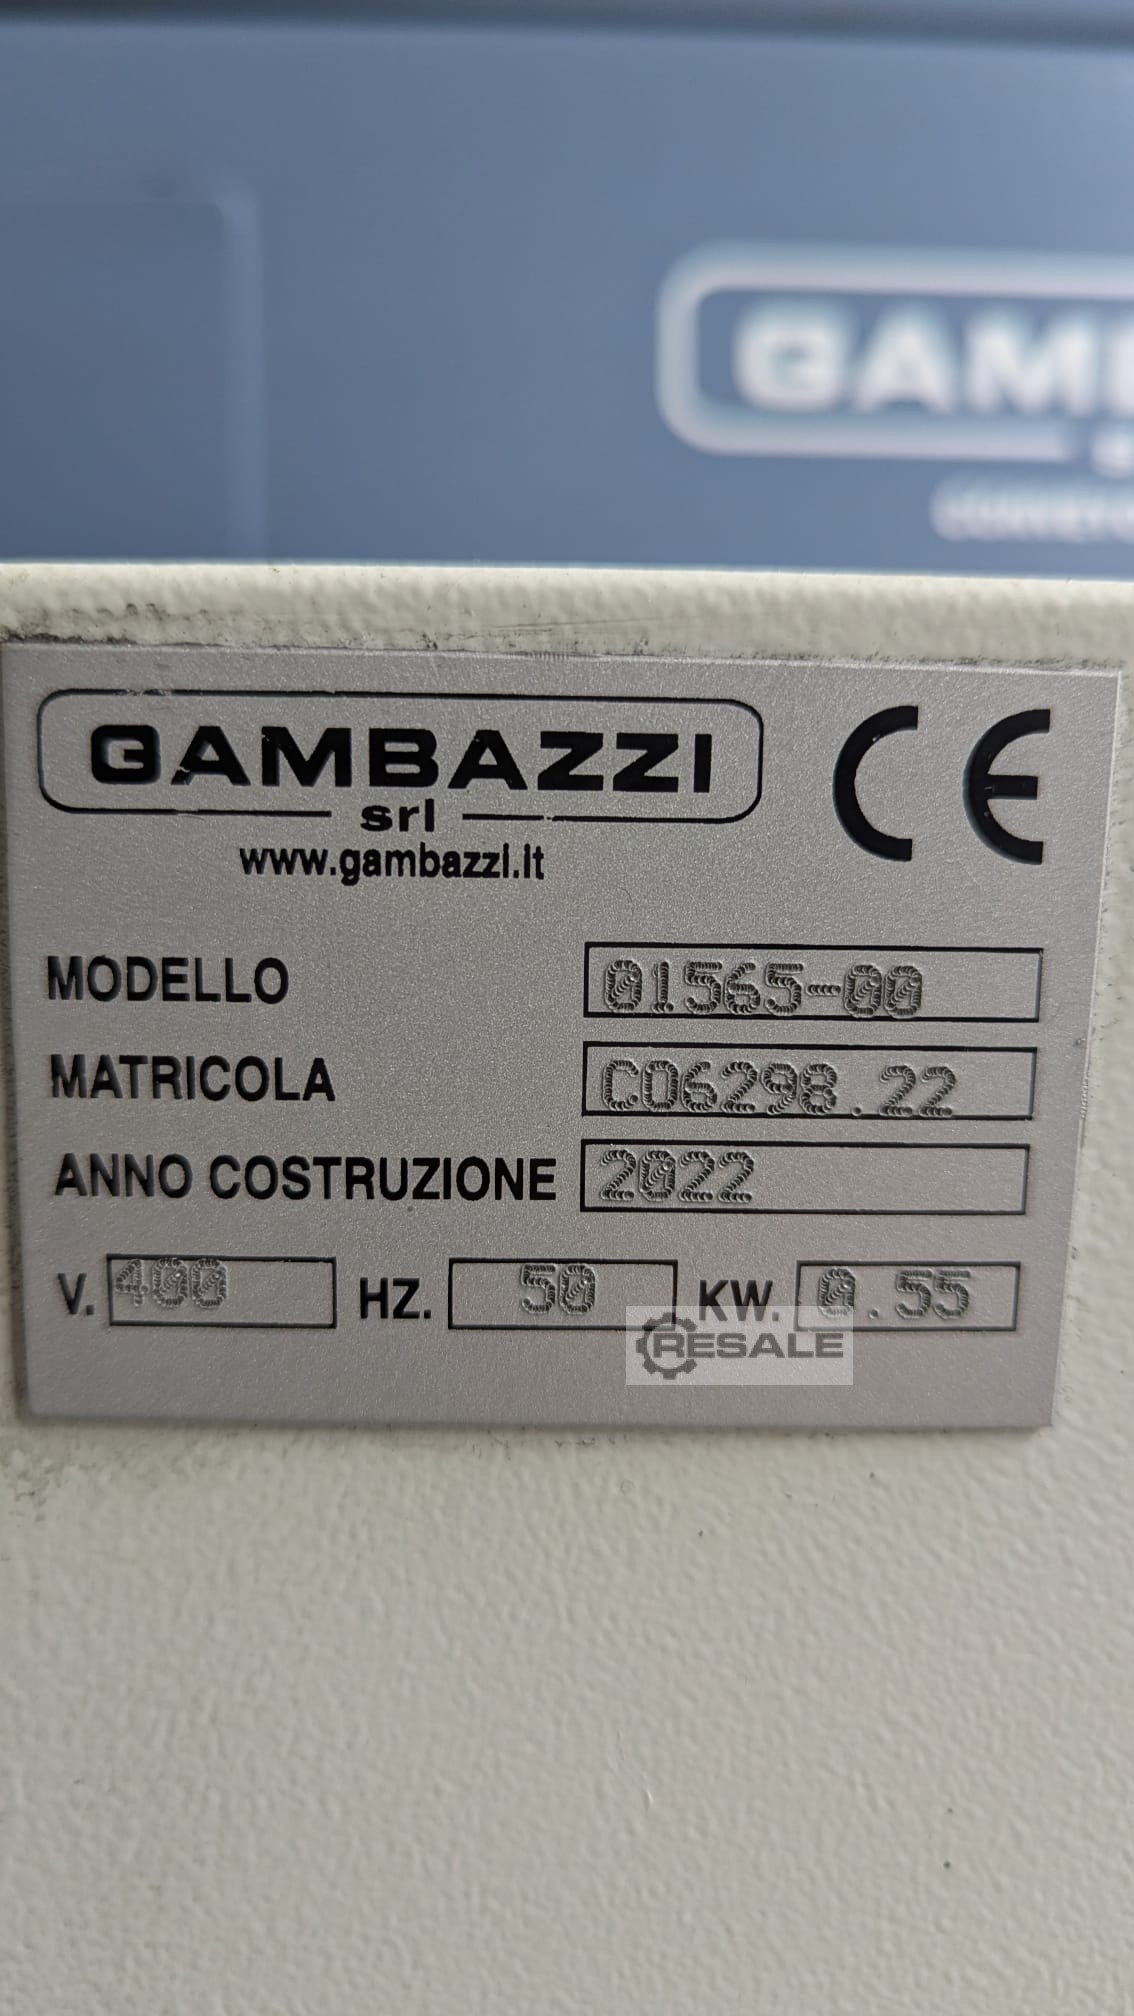 GAMB
GAMBAZZI
srl
www.gambazzi.it
CE
MODELLO 01565-00
MATRICOLA C06298.22
ANNO COSTRUZIONE 2022
V. 400 HZ. 50 KW. 0.55
RESALE